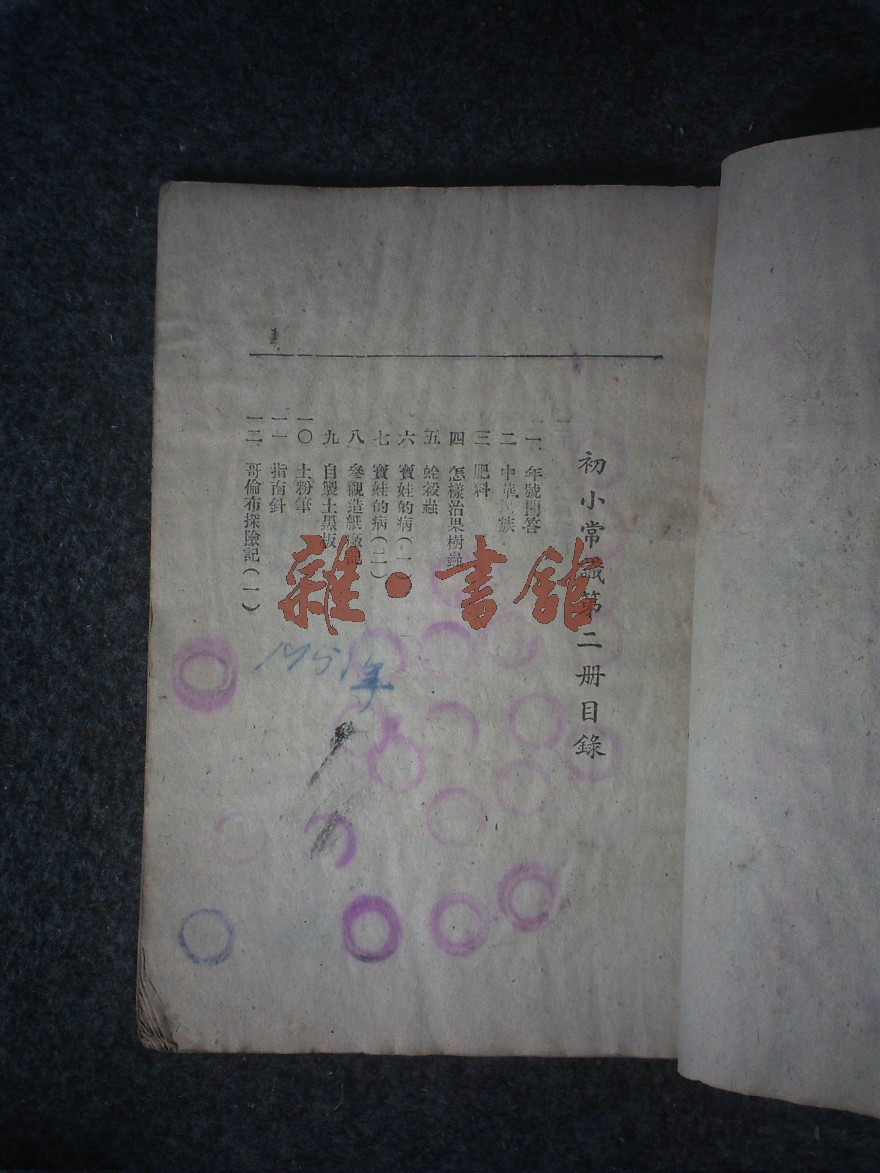 初小常識第二册目錄
一 年號問答
二 中華民族
三 肥料
四 怎樣治果樹蟲
五 蛤穀蟲
六 寶娃的病(一)
七 寶娃的病(二)
八 參觀造紙廠記
九 自製土黑板
一〇 土粉筆
一一 指南針
一二 哥倫布探險記(一)
1951年
雜·書館